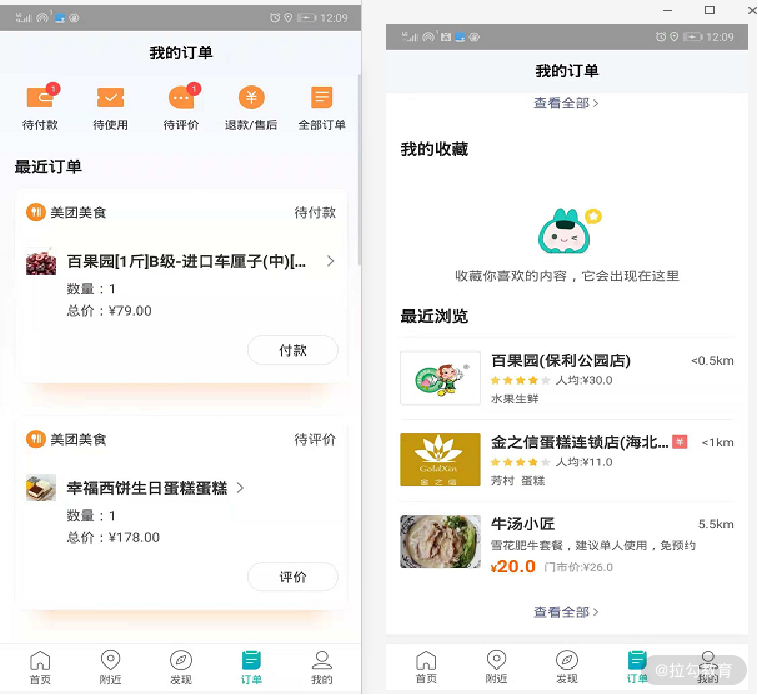 12:09
我的订单
1
1
待付款
待使用
待评价
退款/售后
全部订单
最近订单
美团美食
待付款
百果园[1斤]B级-进口车厘子(中)[...
数量：1
总价：¥79.00
付款
美团美食
待评价
幸福西饼生日蛋糕蛋糕
数量：1
总价：¥178.00
评价
首页
附近
发现
订单
我的
12:09
我的订单
查看全部
我的收藏
收藏你喜欢的内容，它会出现在这里
最近浏览
百果园(保利公园店)
<0.5km
人均:¥30.0
水果生鲜
金之信蛋糕连锁店(海北...
<1km
人均:¥11.0
芳村 蛋糕
金之信
牛汤小匠
5.5km
雪花肥牛套餐，建议单人使用，免预约
¥20.0 门市价:¥26.0
查看全部
首页
附近
发现
订单
我的
@拉勾教育